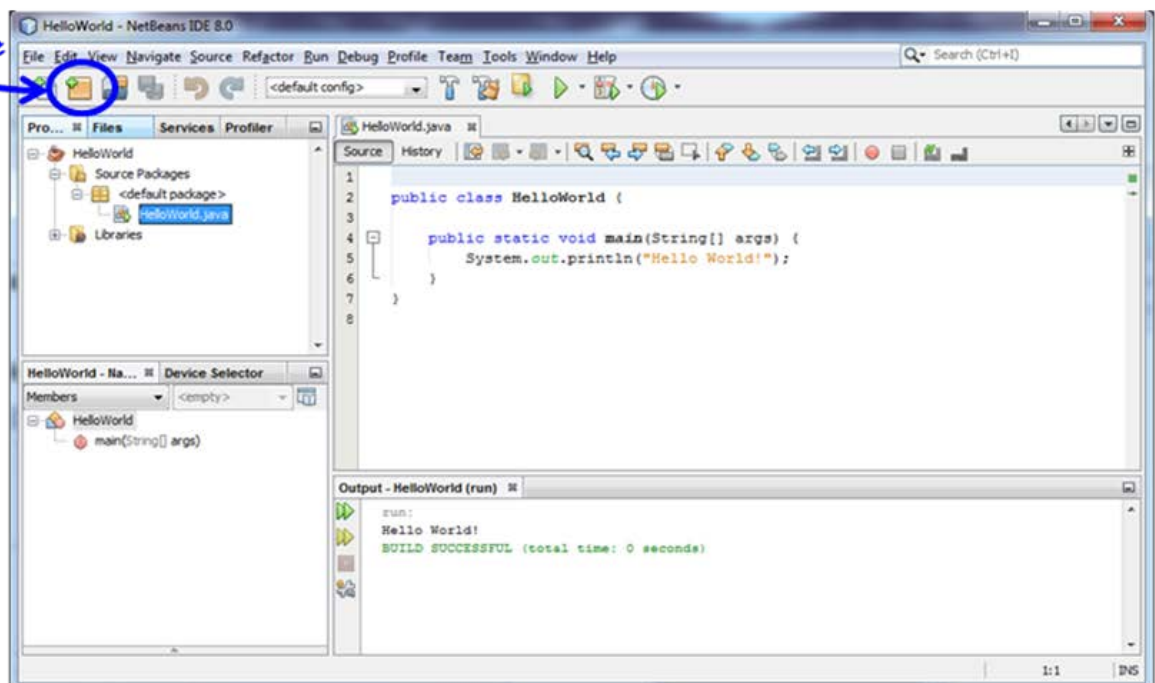 HelloWorld - NetBeans IDE 8.0
File Edit View Navigate Source Refactor Run Debug Profile Team Tools Window Help
Search (Ctrl+I)
<default config>
Pro... Files Services Profiler
HelloWorld
Source Packages
<default package>
HelloWorld.java
Libraries
HelloWorld - Na... Device Selector
Members <empty>
HelloWorld
main(String[] args)
HelloWorld.java
Source History
1
2 public class HelloWorld {
3
4 public static void main(String[] args) {
5 System.out.println("Hello World!");
6 }
7 }
8
Output - HelloWorld (run)
run:
Hello World!
BUILD SUCCESSFUL (total time: 0 seconds)
1:1 INS